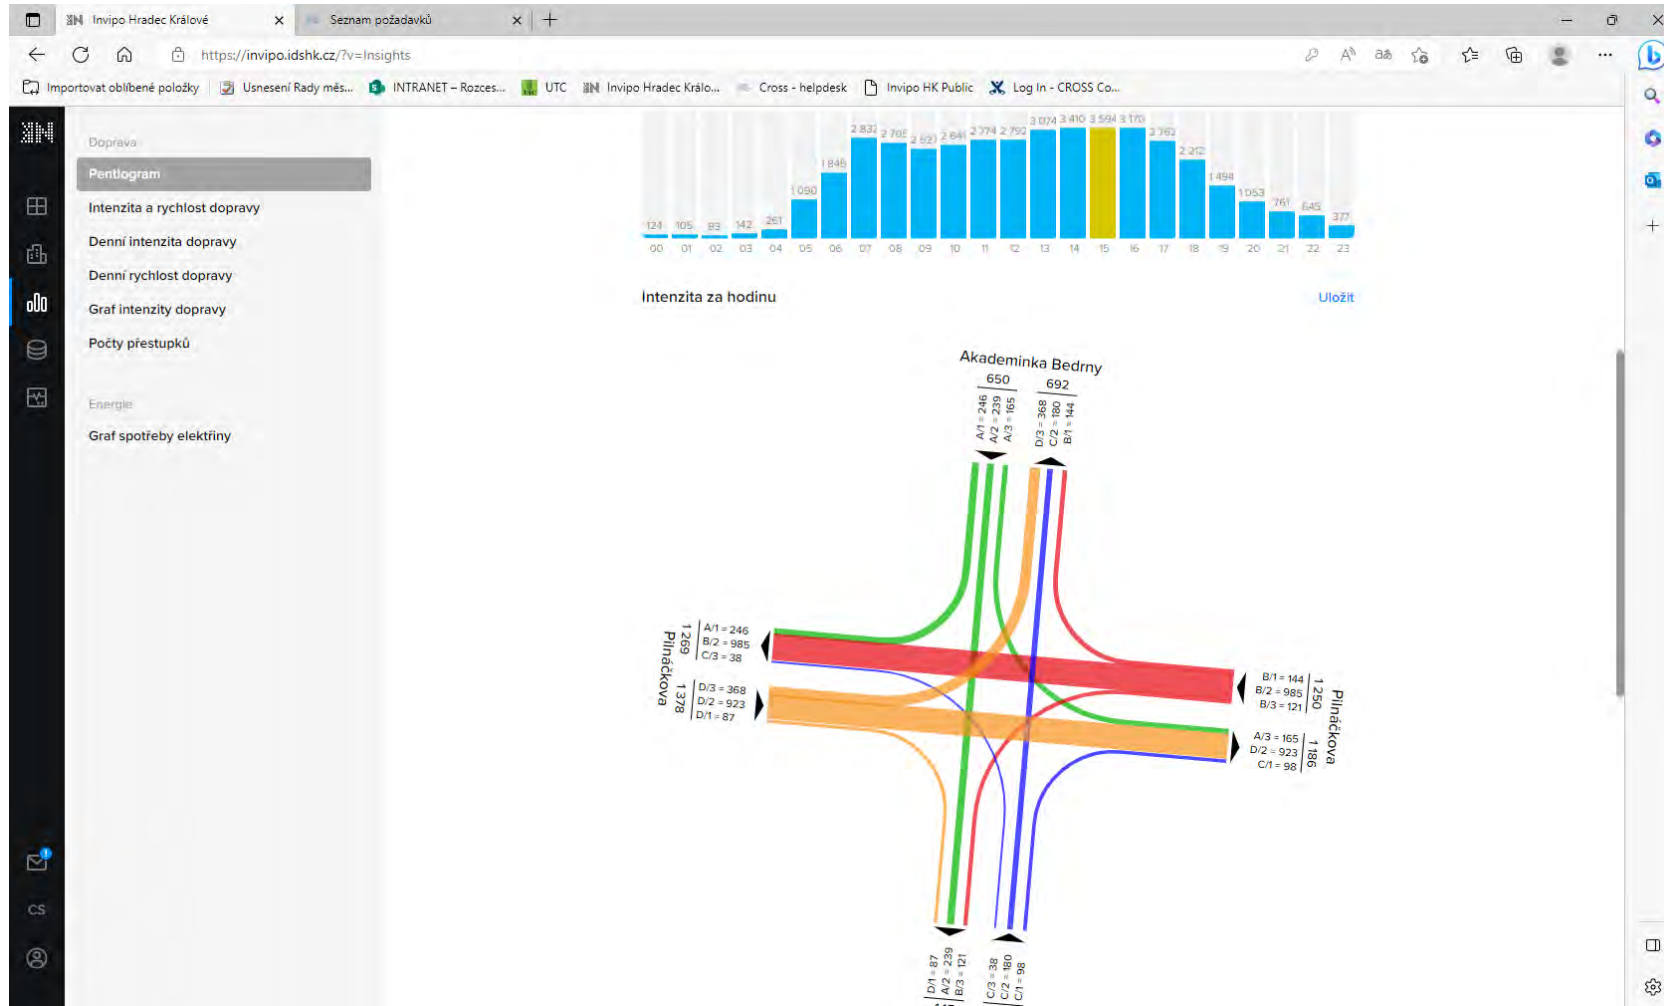 Invipo Hradec Králové
Seznam požadavků
https://invipo.idshk.cz/?v=Insights
Importovat oblíbené položky
Usnesení Rady měs...
INTRANET – Rozces...
UTC
Invipo Hradec Králo...
Cross - helpdesk
Invipo HK Public
Log In - CROSS Co...
Doprava
Pentlogram
Intenzita a rychlost dopravy
Denní intenzita dopravy
Denní rychlost dopravy
Graf intenzity dopravy
Počty přestupků
Energie
Graf spotřeby elektřiny
CS
124 105 93 142 261 1 090 1 846 2 832 2 774 2 792 3 074 3 410 3 594 3 170 2 762 2 212 1 494 1 053 761 645 377
00 01 02 03 04 05 06 07 08 09 10 11 12 13 14 15 16 17 18 19 20 21 22 23
Intenzita za hodinu
Uložit
Akademinka Bedrny
650
A/1 = 246
A/2 = 239
A/3 = 165
692
D/3 = 368
C/2 = 180
B/1 = 144
Pilnáčkova
1 269
A/1 = 246
B/2 = 985
C/3 = 38
1 378
D/3 = 368
D/2 = 923
D/1 = 87
B/1 = 144
B/2 = 985
B/3 = 121
1 250
Pilnáčkova
A/3 = 165
D/2 = 923
C/1 = 98
1 186
D/1 = 87
A/2 = 239
B/3 = 121
C/3 = 38
C/2 = 180
C/1 = 98